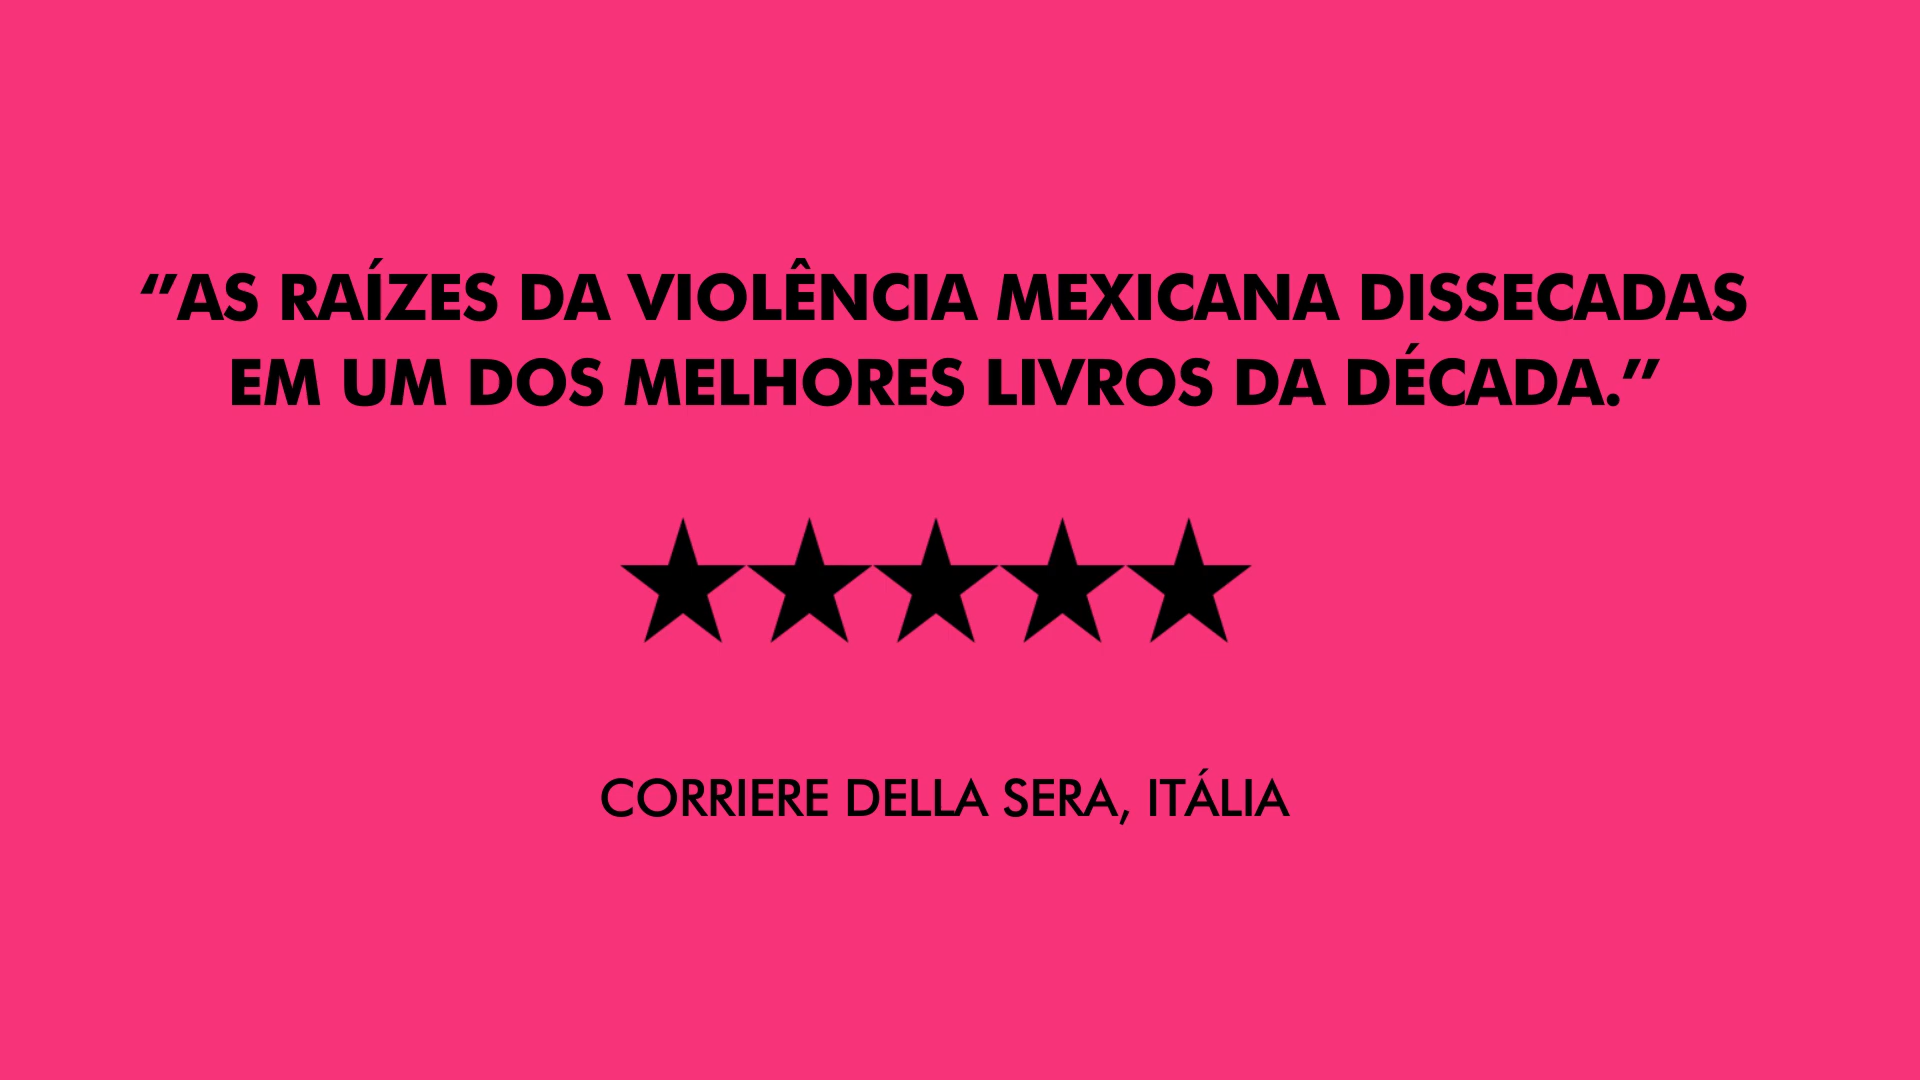 ”AS RAÍZES DA VIOLÊNCIA MEXICANA DISSECADAS
EM UM DOS MELHORES LIVROS DA DÉCADA.”
★★★★★
CORRIERE DELLA SERA, ITÁLIA